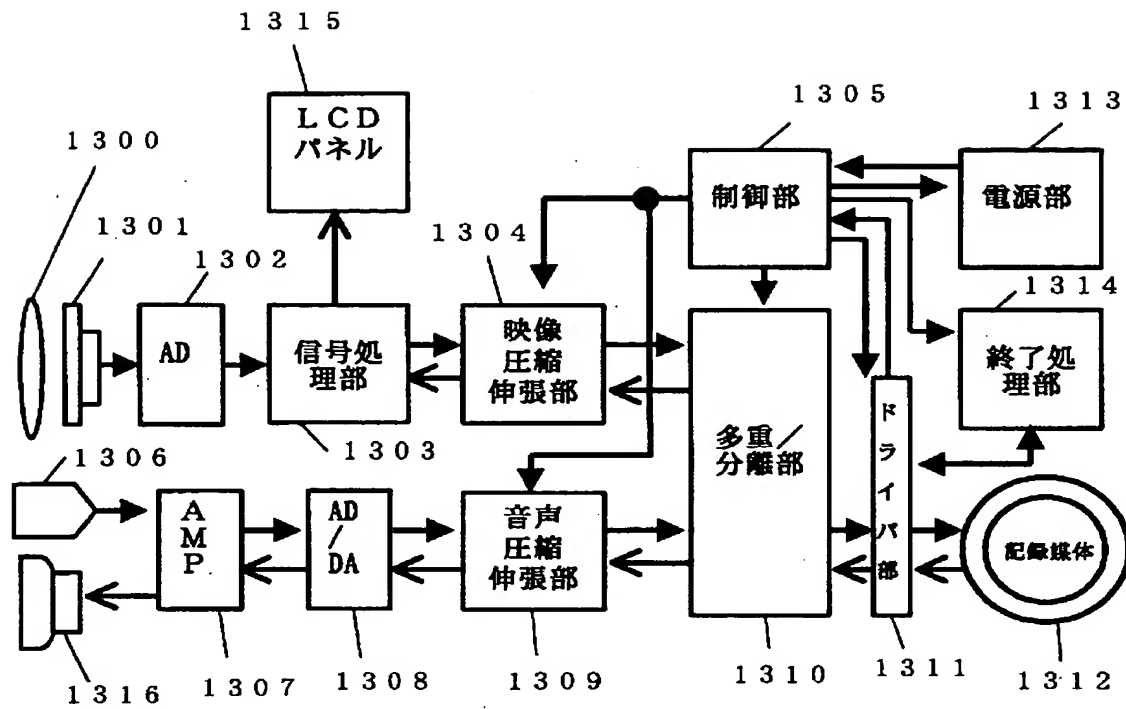 1315
1305
1313
1300
LCD
パネル
制御部
電源部
1301
1304
1302
1314
AD
信号処
理部
映像
圧縮
伸張部
終了処
理部
ドライバ部
多重/
分離部
1303
1306
AMP
AD
/
DA
音声
圧縮
伸張部
記録媒体
1316
1307
1308
1309
1310
1311
1312